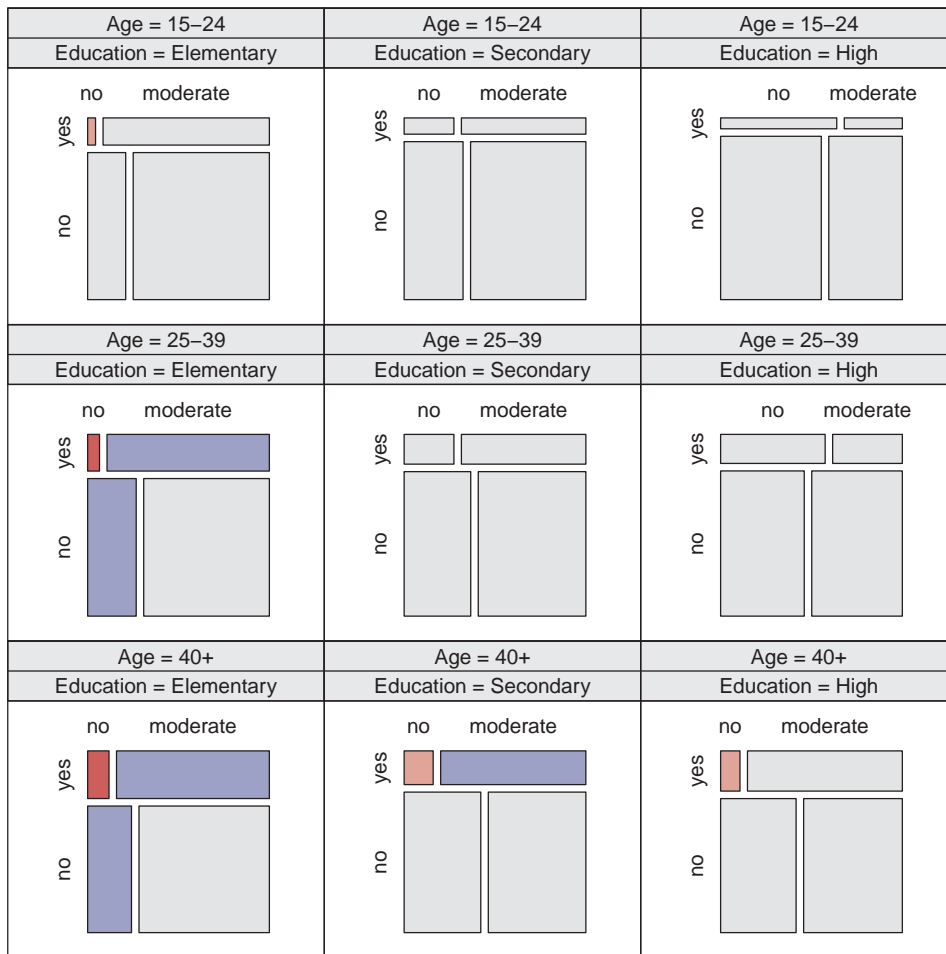 Age = 15–24
Education = Elementary
no moderate
yes
no
Age = 15–24
Education = Secondary
no moderate
yes
no
Age = 15–24
Education = High
no moderate
yes
no
Age = 25–39
Education = Elementary
no moderate
yes
no
Age = 25–39
Education = Secondary
no moderate
yes
no
Age = 25–39
Education = High
no moderate
yes
no
Age = 40+
Education = Elementary
no moderate
yes
no
Age = 40+
Education = Secondary
no moderate
yes
no
Age = 40+
Education = High
no moderate
yes
no